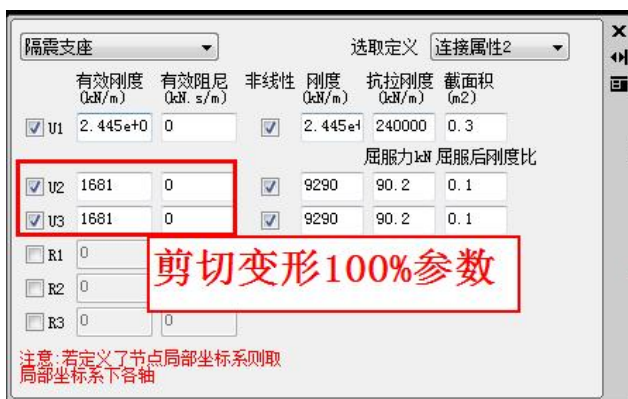 隔震支座 选取定义 连接属性2
有效刚度 有效阻尼 非线性 刚度 抗拉刚度 截面积
(kN/m) (kN.s/m) (kN/m) (kN/m) (m2)
U1 2.445e+0 0 2.445e+ 240000 0.3
屈服力kN 屈服后刚度比
U2 1681 0 9290 90.2 0.1
U3 1681 0 9290 90.2 0.1
R1 0
剪切变形100%参数
R2 0
R3 0 0
注意:若定义了节点局部坐标系则取
局部坐标系下各轴